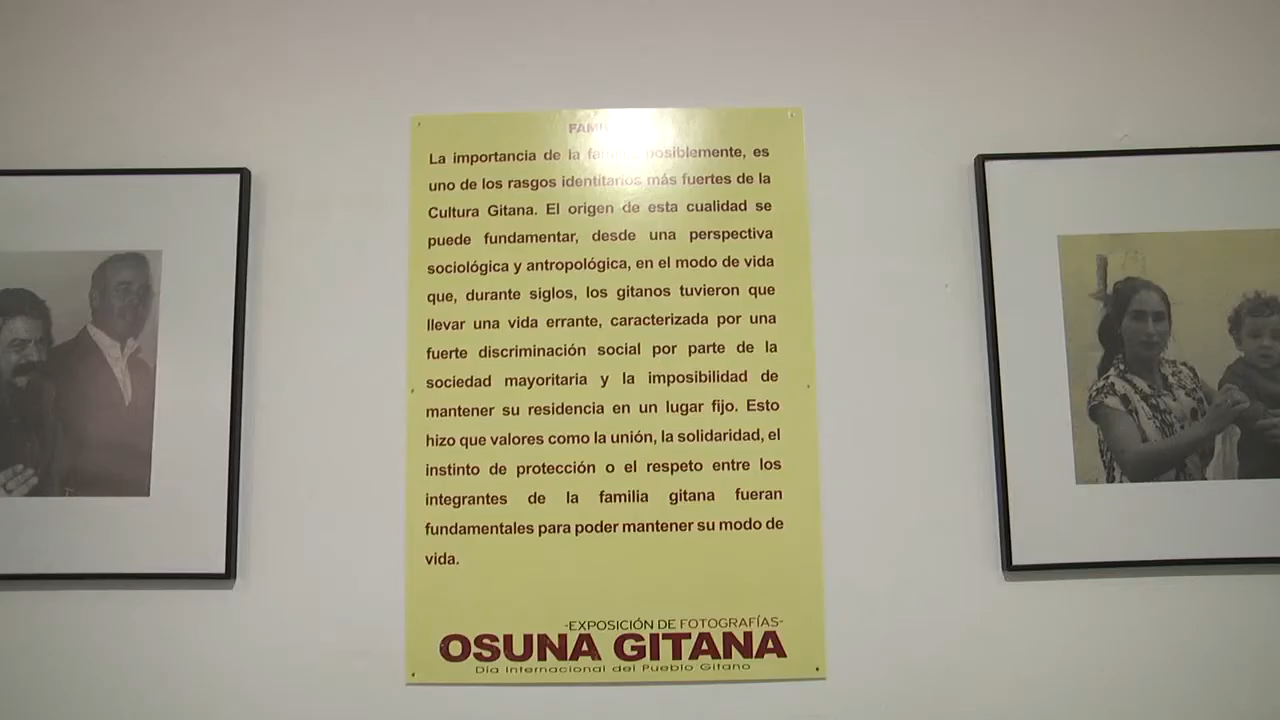 La importancia de la posiblemente, es
uno de los rasgos identitarios más fuertes de la
Cultura Gitana. El origen de esta cualidad se
puede fundamentar, desde una perspectiva
sociológica y antropológica, en el modo de vida
que, durante siglos, los gitanos tuvieron que
llevar una vida errante, caracterizada por una
fuerte discriminación social por parte de la
sociedad mayoritaria y la imposibilidad de
mantener su residencia en un lugar fijo. Esto
hizo que valores como la unión, la solidaridad, el
instinto de protección o el respeto entre los
integrantes de la familia gitana fueran
fundamentales para poder mantener su modo de
vida.
-EXPOSICIÓN DE FOTOGRAFÍAS-
OSUNA GITANA
Día Internacional del Pueblo Gitano